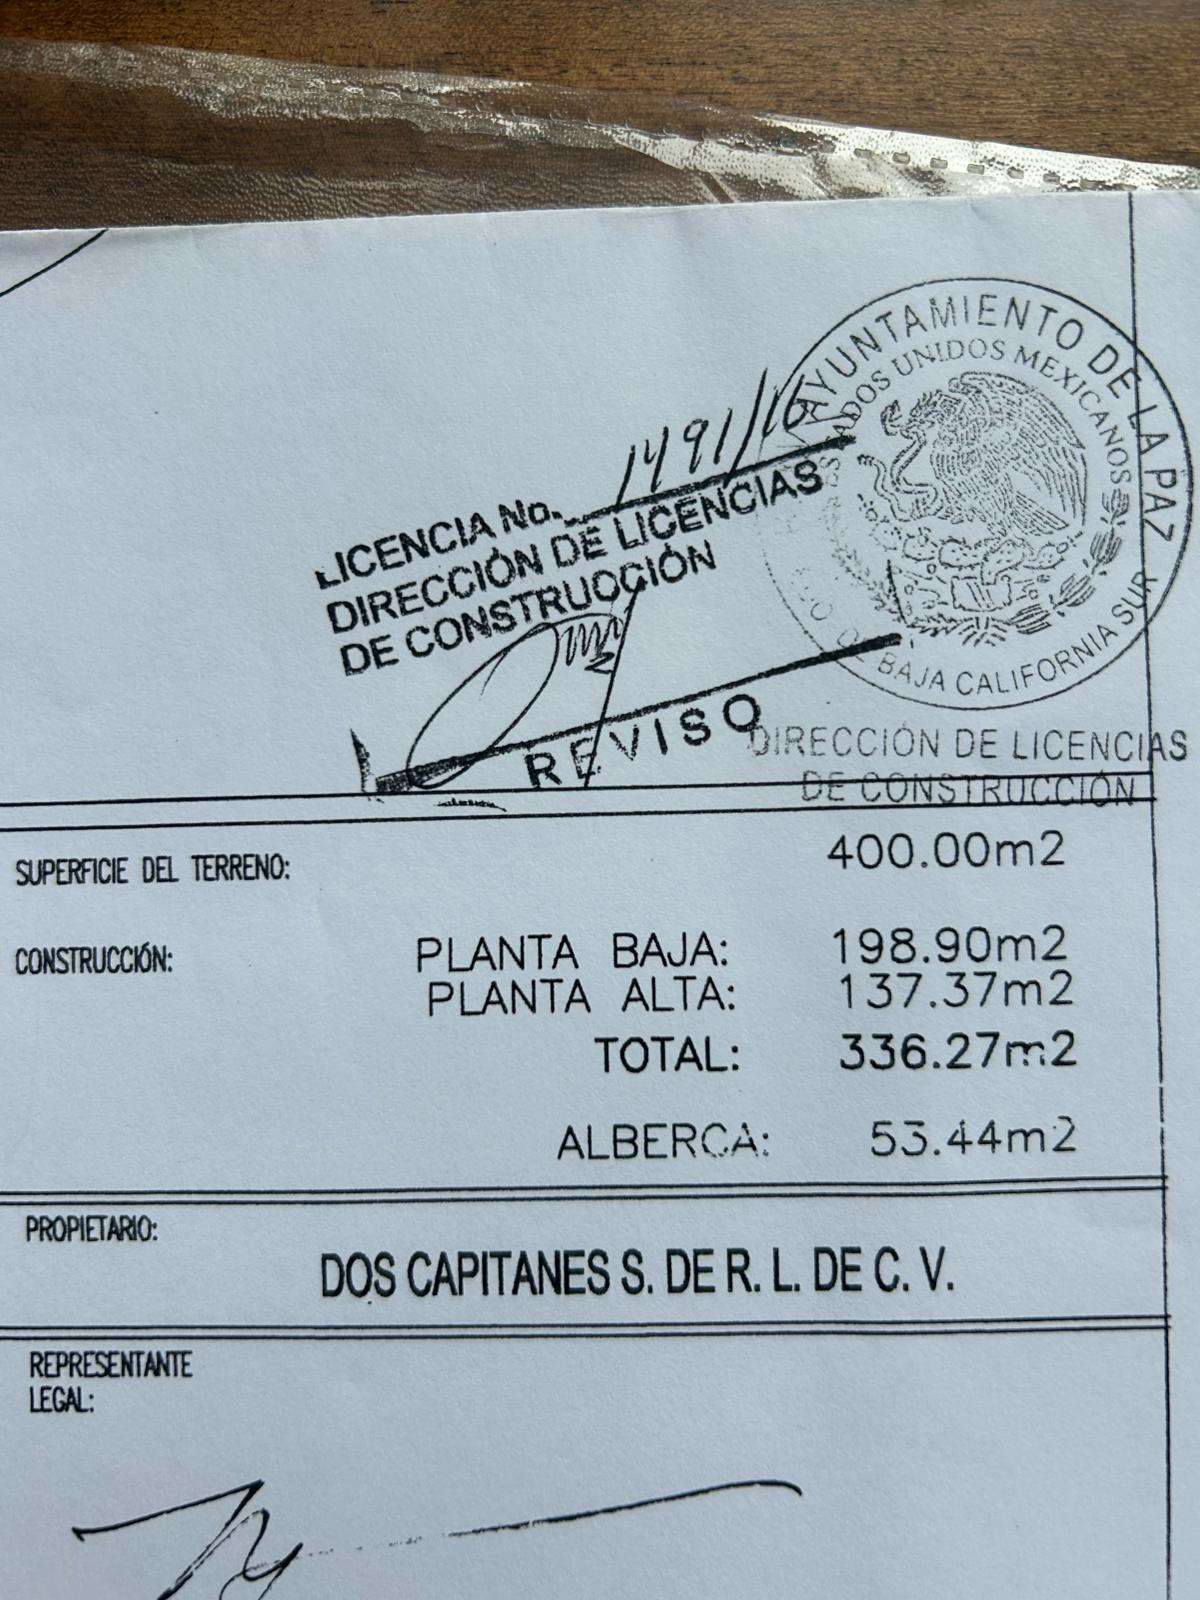 AYUNTAMIENTO DE LA PAZ
ESTADOS UNIDOS MEXICANOS
DE BAJA CALIFORNIA SUR
DIRECCIÓN DE LICENCIAS
DE CONSTRUCCIÓN
LICENCIA No. 1491/16
DIRECCIÓN DE LICENCIAS
DE CONSTRUCCIÓN
REVISO
SUPERFICIE DEL TERRENO: 400.00m2
CONSTRUCCIÓN: PLANTA BAJA: 198.90m2
PLANTA ALTA: 137.37m2
TOTAL: 336.27m2
ALBERCA: 53.44m2
PROPIETARIO:
DOS CAPITANES S. DE R. L. DE C. V.
REPRESENTANTE
LEGAL: